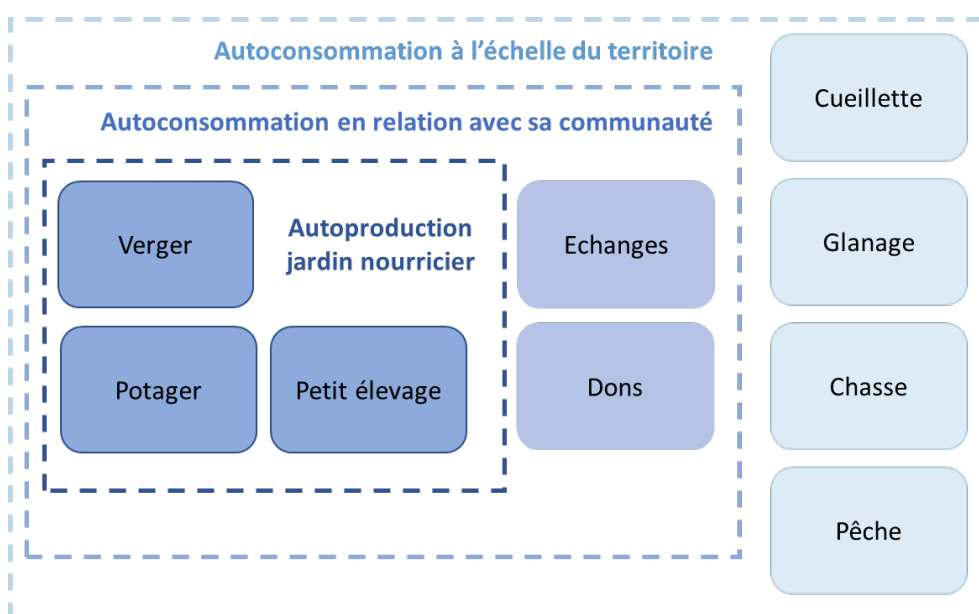 Autoconsommation à l’échelle du territoire
Autoconsommation en relation avec sa communauté
Autoproduction
jardin nourricier
Verger
Potager
Petit élevage
Echanges
Dons
Cueillette
Glanage
Chasse
Pêche